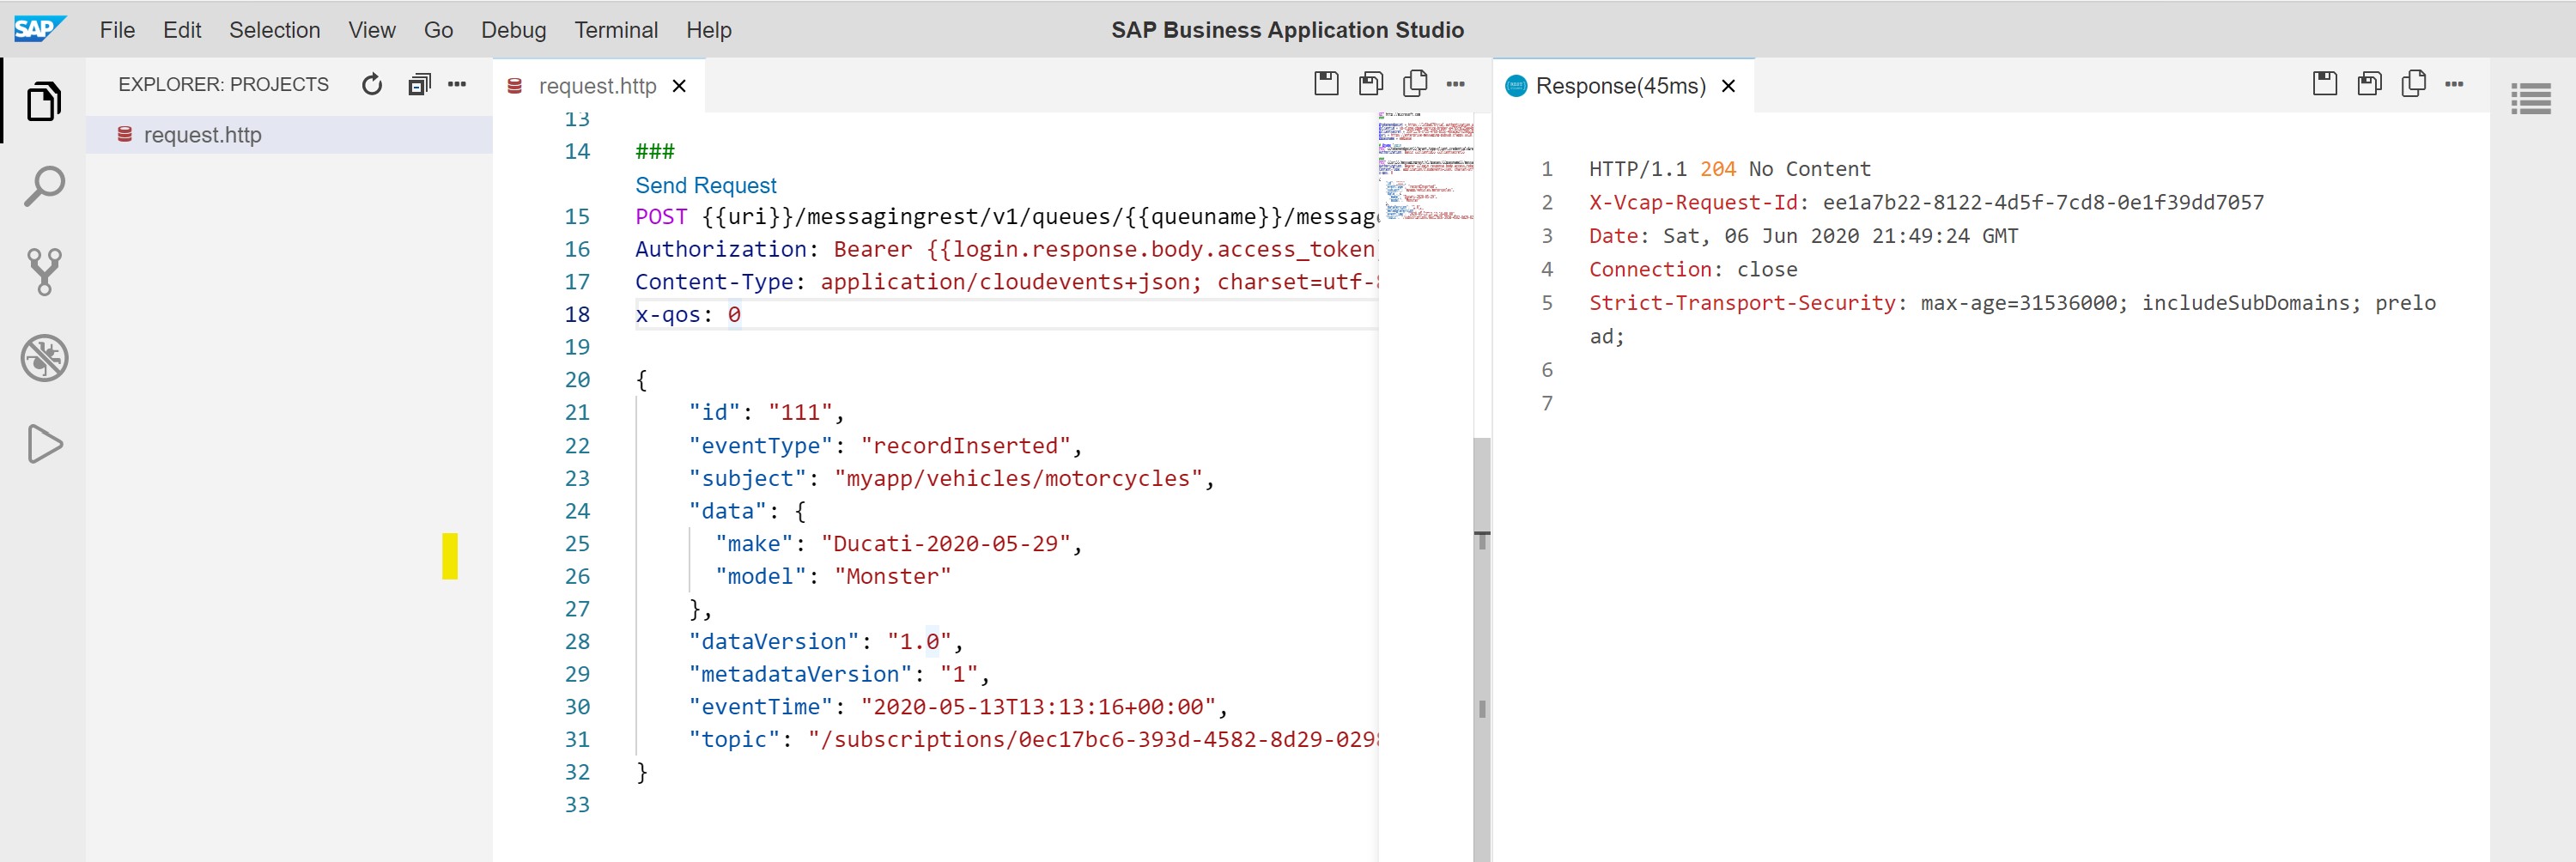 SAP File Edit Selection View Go Debug Terminal Help SAP Business Application Studio
EXPLORER: PROJECTS
request.http
request.http
13
14 ###
Send Request
15 POST {{uri}}/messagingrest/v1/queues/{{queuname}}/messag
16 Authorization: Bearer {{login.response.body.access_token
17 Content-Type: application/cloudevents+json; charset=utf-8
18 x-qos: 0
19
20 {
21 "id": "111",
22 "eventType": "recordInserted",
23 "subject": "myapp/vehicles/motorcycles",
24 "data": {
25 "make": "Ducati-2020-05-29",
26 "model": "Monster"
27 },
28 "dataVersion": "1.0",
29 "metadataVersion": "1",
30 "eventTime": "2020-05-13T13:13:16+00:00",
31 "topic": "/subscriptions/0ec17bc6-393d-4582-8d29-0298
32 }
33
Response(45ms)
1 HTTP/1.1 204 No Content
2 X-Vcap-Request-Id: ee1a7b22-8122-4d5f-7cd8-0e1f39dd7057
3 Date: Sat, 06 Jun 2020 21:49:24 GMT
4 Connection: close
5 Strict-Transport-Security: max-age=31536000; includeSubDomains; prelo
ad;
6
7